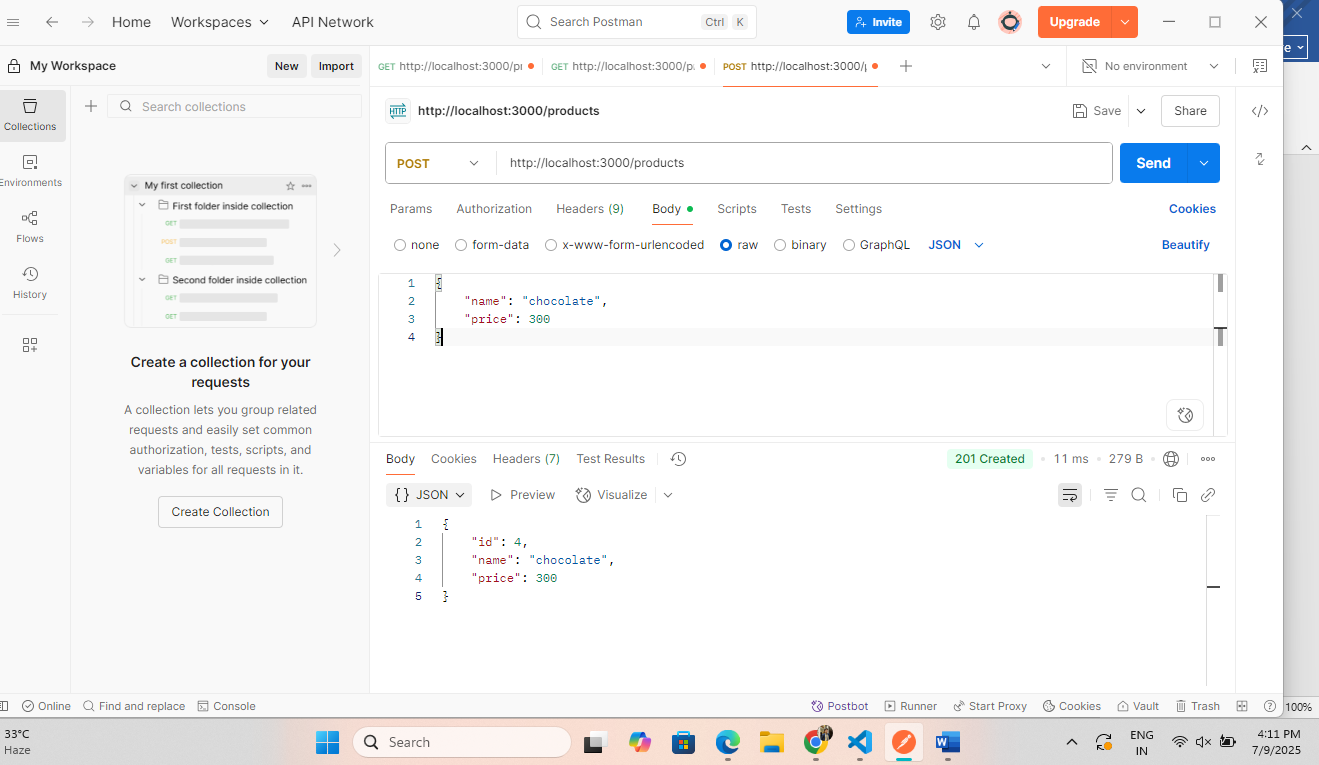 Home Workspaces API Network Search Postman Ctrl K Invite Upgrade
My Workspace New Import GET http://localhost:3000/p GET http://localhost:3000/p POST http://localhost:3000/ No environment
Search collections
Collections
Environments
Flows
History
My first collection
First folder inside collection
GET
POST
GET
Second folder inside collection
GET
GET
Create a collection for your
requests
A collection lets you group related
requests and easily set common
authorization, tests, scripts, and
variables for all requests in it.
Create Collection
HTTP http://localhost:3000/products Save Share
POST http://localhost:3000/products Send
Params Authorization Headers (9) Body Scripts Tests Settings Cookies
none form-data x-www-form-urlencoded raw binary GraphQL JSON Beautify
1 {
2 "name": "chocolate",
3 "price": 300
4 }
Body Cookies Headers (7) Test Results 201 Created 11 ms 279 B
{} JSON Preview Visualize
1 {
2 "id": 4,
3 "name": "chocolate",
4 "price": 300
5 }
Online Find and replace Console Postbot Runner Start Proxy Cookies Vault Trash 100%
33°C
Haze
Search
ENG
IN
4:11 PM
7/9/2025